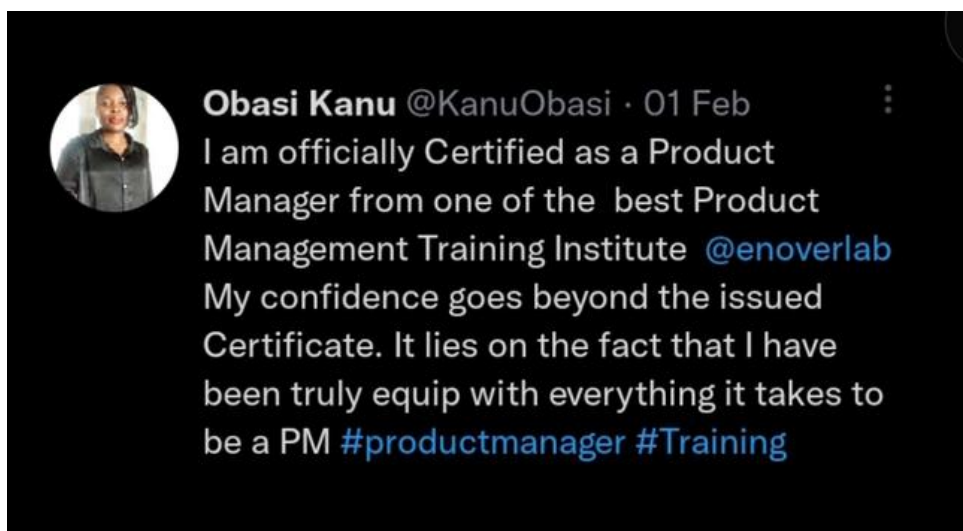 Obasi Kanu @KanuObasi · 01 Feb
I am officially Certified as a Product
Manager from one of the  best Product
Management Training Institute  @enoverlab
My confidence goes beyond the issued
Certificate. It lies on the fact that I have
been truly equip with everything it takes to
be a PM #productmanager #Training